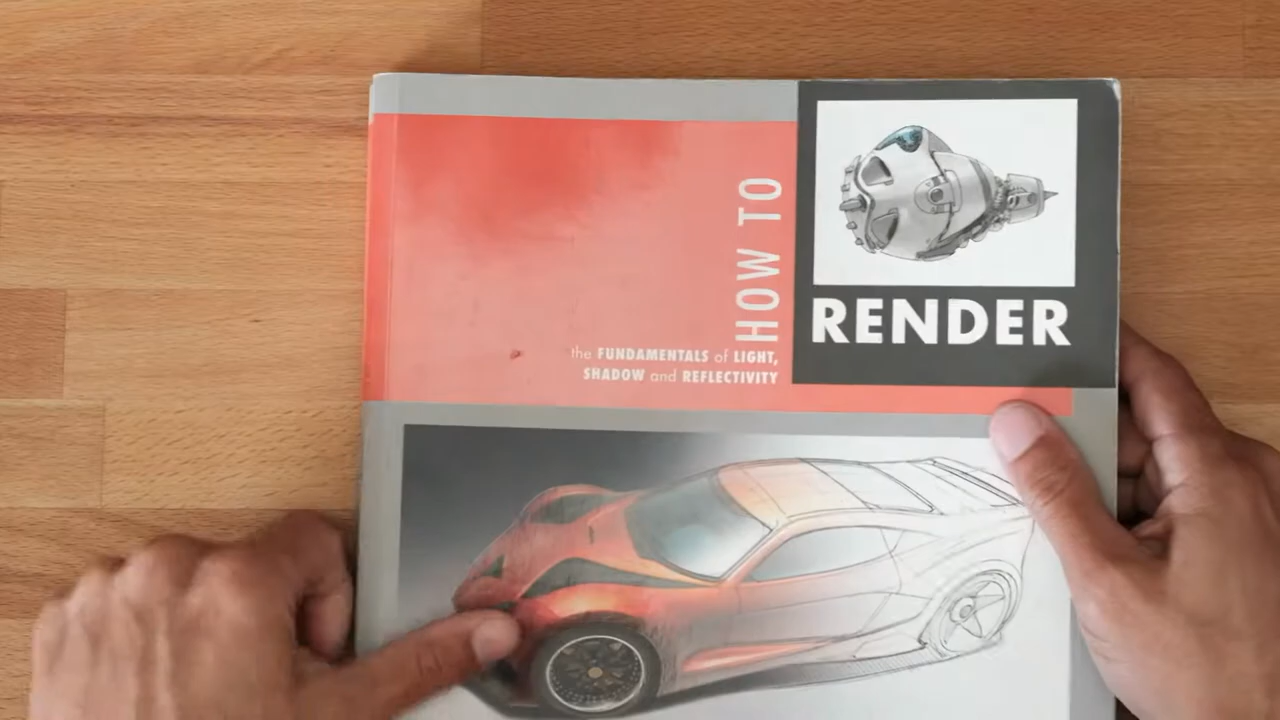 HOW TO
RENDER
the FUNDAMENTALS of LIGHT,
SHADOW and REFLECTIVITY